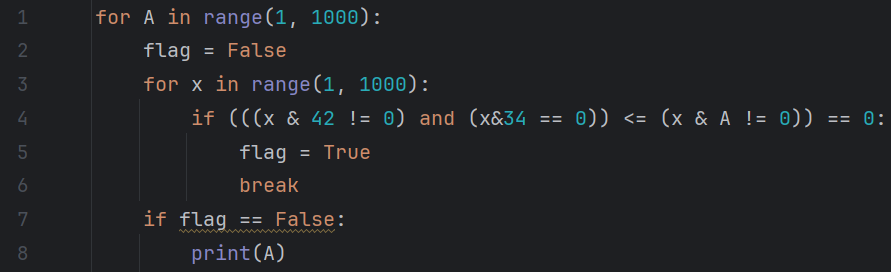 1 for A in range(1, 1000):
2 flag = False
3 for x in range(1, 1000):
4 if (((x & 42 != 0) and (x&34 == 0)) <= (x & A != 0)) == 0:
5 flag = True
6 break
7 if flag == False:
8 print(A)